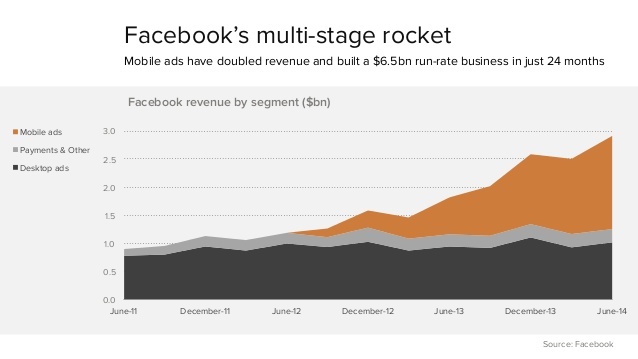 Facebook’s multi-stage rocket
Mobile ads have doubled revenue and built a $6.5bn run-rate business in just 24 months
Facebook revenue by segment ($bn)
Mobile ads
Payments & Other
Desktop ads
3.0
2.5
2.0
1.5
1.0
0.5
0.0
June-11
December-11
June-12
December-12
June-13
December-13
June-14
Source: Facebook